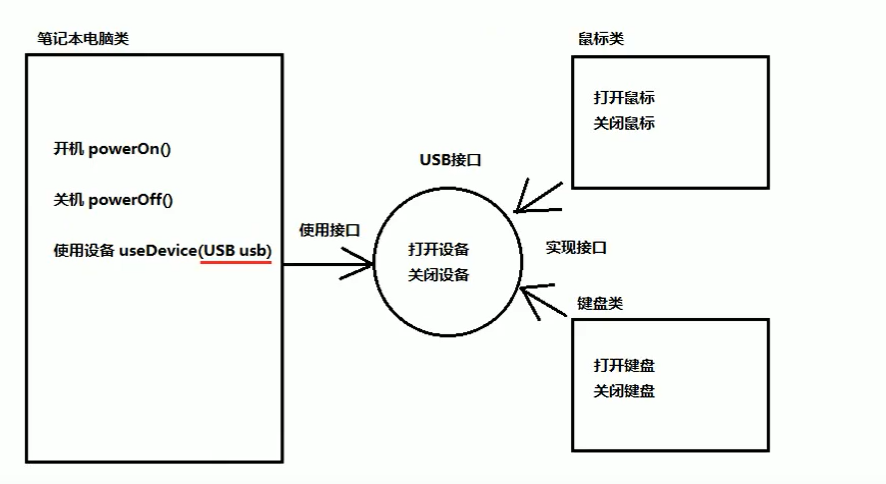 笔记本电脑类
开机 powerOn()
关机 powerOff()
使用设备 useDevice(USB usb)
使用接口
USB接口
打开设备
关闭设备
实现接口
鼠标类
打开鼠标
关闭鼠标
键盘类
打开键盘
关闭键盘